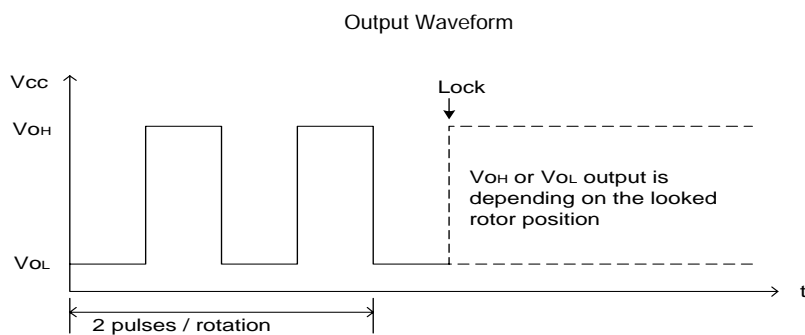 Output Waveform
Vcc
Lock
VOH
VOH or VOL output is
depending on the looked
rotor position
VOL
t
2 pulses / rotation